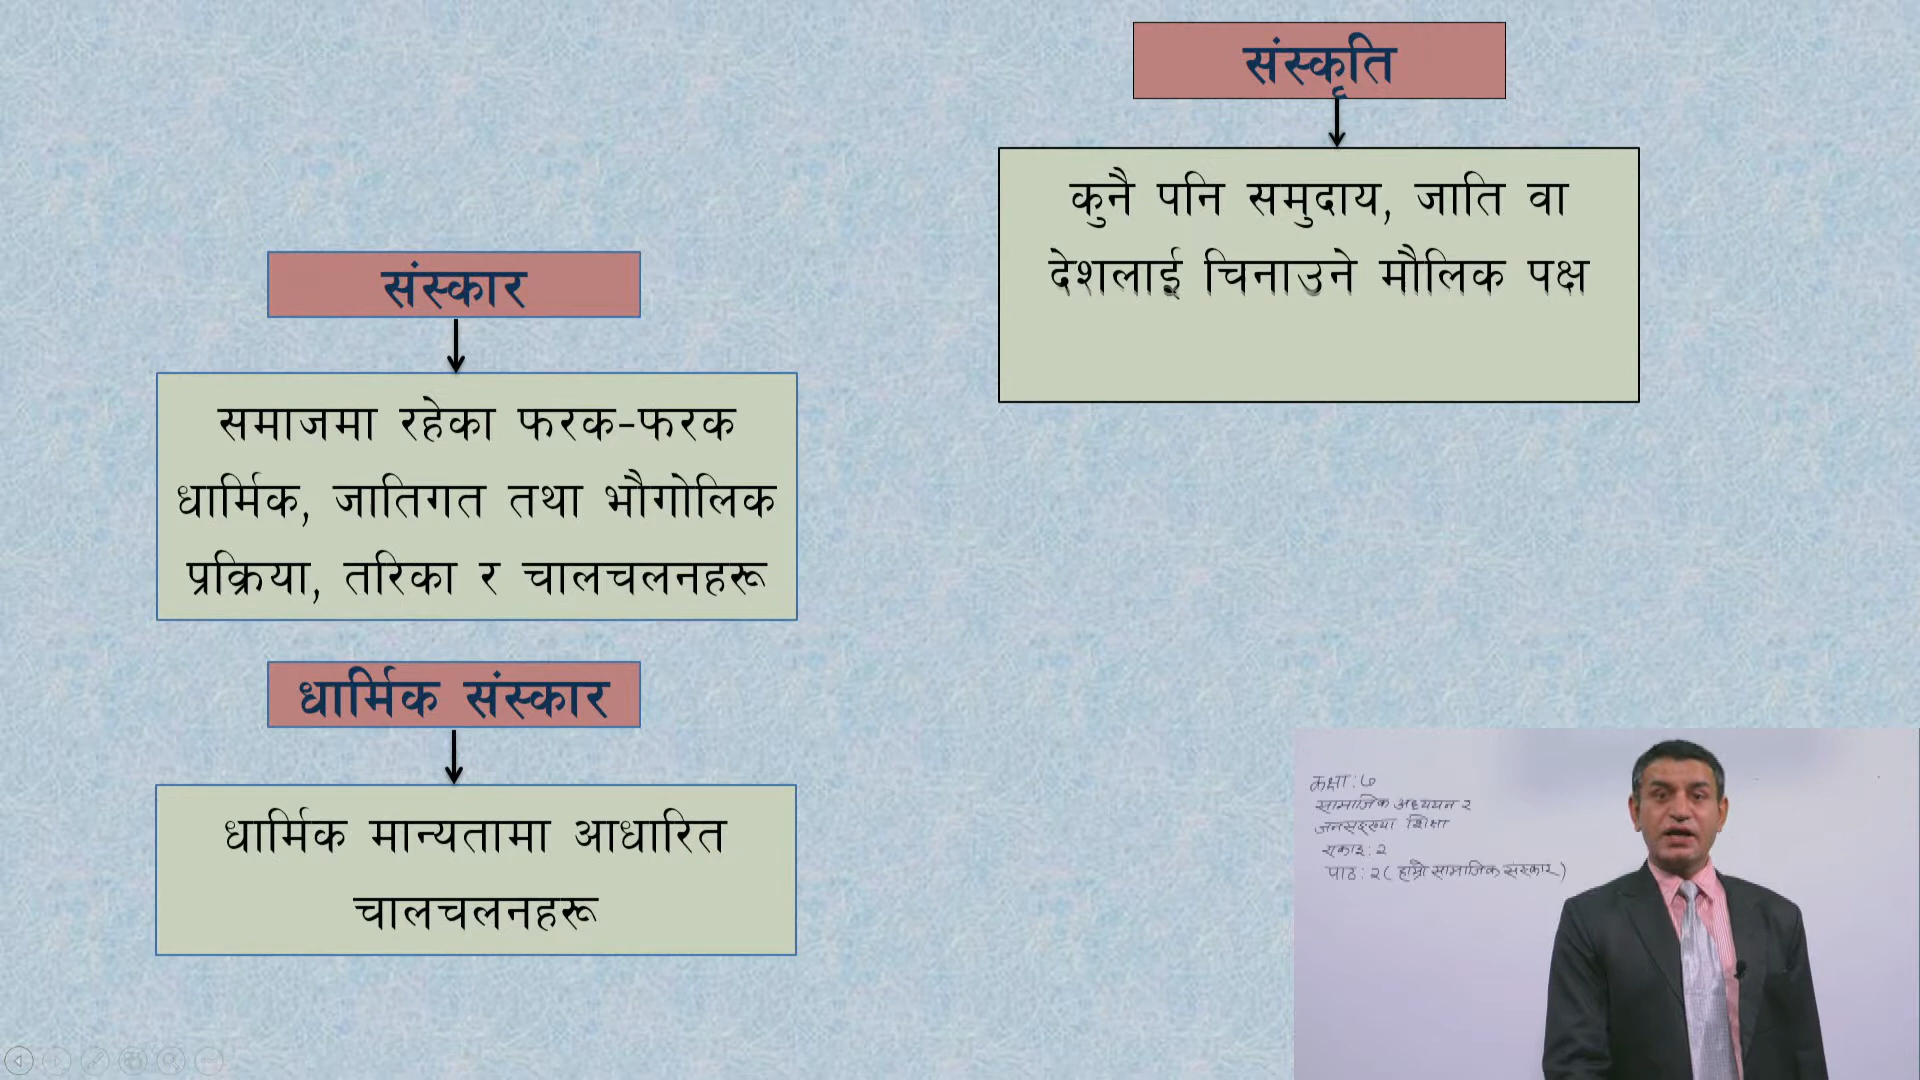 संस्कार
समाजमा रहेका फरक-फरक
धार्मिक, जातिगत तथा भौगोलिक
प्रक्रिया, तरिका र चालचलनहरू
धार्मिक संस्कार
धार्मिक मान्यतामा आधारित
चालचलनहरू
संस्कृति
कुनै पनि समुदाय, जाति वा
देशलाई चिनाउने मौलिक पक्ष
कक्षा : ७
सामाजिक अध्ययन र
जनसङ्ख्या शिक्षा
एकाइ : २
पाठ : २ ( हाम्रो सामाजिक संस्कार )